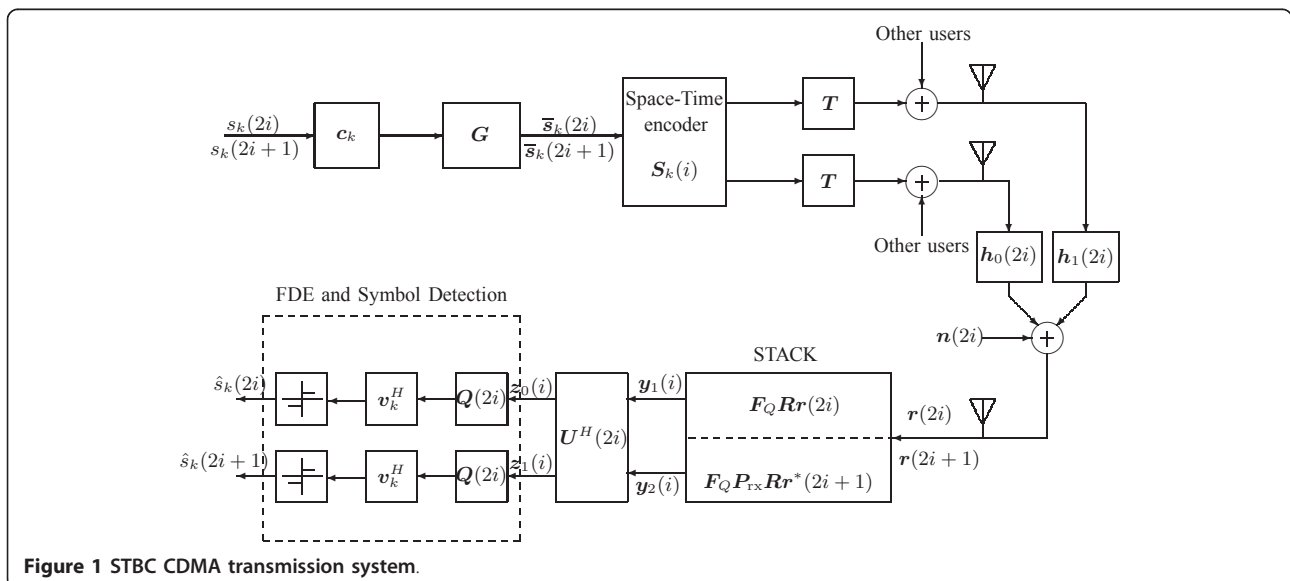 Other users
s_k(2i)
s_k(2i + 1)
c_k
G
s̅_k(2i)
s̅_k(2i + 1)
Space-Time
encoder
S_k(i)
T
T
Other users
h_0(2i)
h_1(2i)
n(2i)
FDE and Symbol Detection
STACK
ŝ_k(2i)
v_k^H
Q(2i)
z_0(i)
U^H(2i)
y_1(i)
F_Q R r(2i)
r(2i)
r(2i + 1)
ŝ_k(2i + 1)
v_k^H
Q(2i)
z_1(i)
y_2(i)
F_Q P_rx R r^*(2i + 1)
Figure 1 STBC CDMA transmission system.